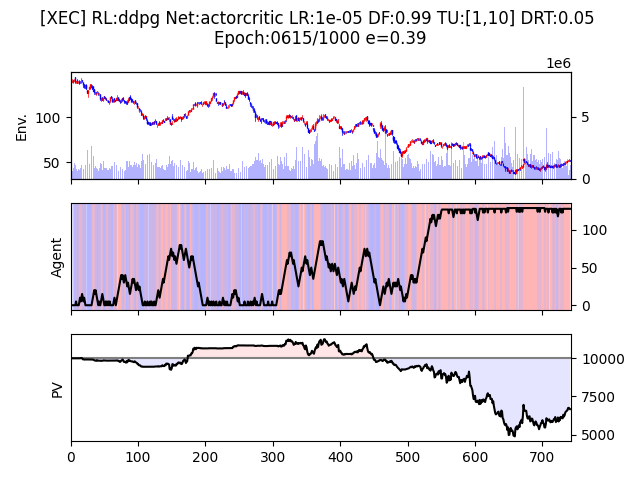 [XEC] RL:ddpg Net:actorcritic LR:1e-05 DF:0.99 TU:[1,10] DRT:0.05
Epoch:0615/1000 e=0.39
1e6
Env.
100
50
5
0
Agent
100
50
0
PV
10000
7500
5000
0 100 200 300 400 500 600 700